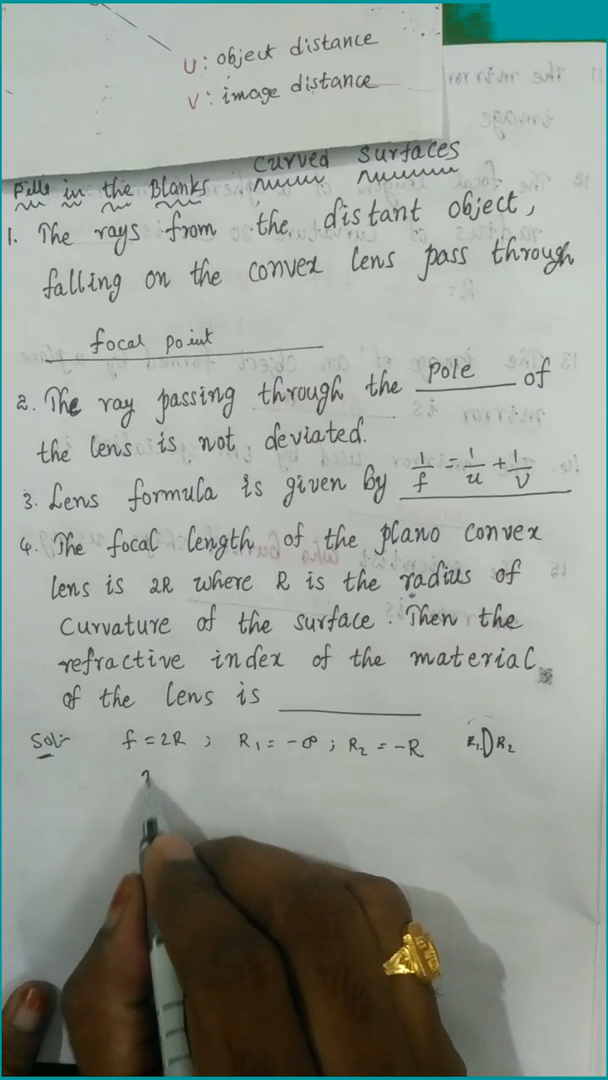 U: object distance
V: image distance
curved surfaces
Fills in the Blanks
1. The rays from the distant object,
falling on the convex lens pass through
focal point
2. The ray passing through the pole of
the lens is not deviated.
3. Lens formula is given by 1/f = 1/u + 1/v
4. The focal length of the plano convex
lens is 2R where R is the radius of
curvature of the surface. Then the
refractive index of the material
of the lens is
Sol:- f = 2R ; R₁ = -∞ ; R₂ = -R R₁ R₂